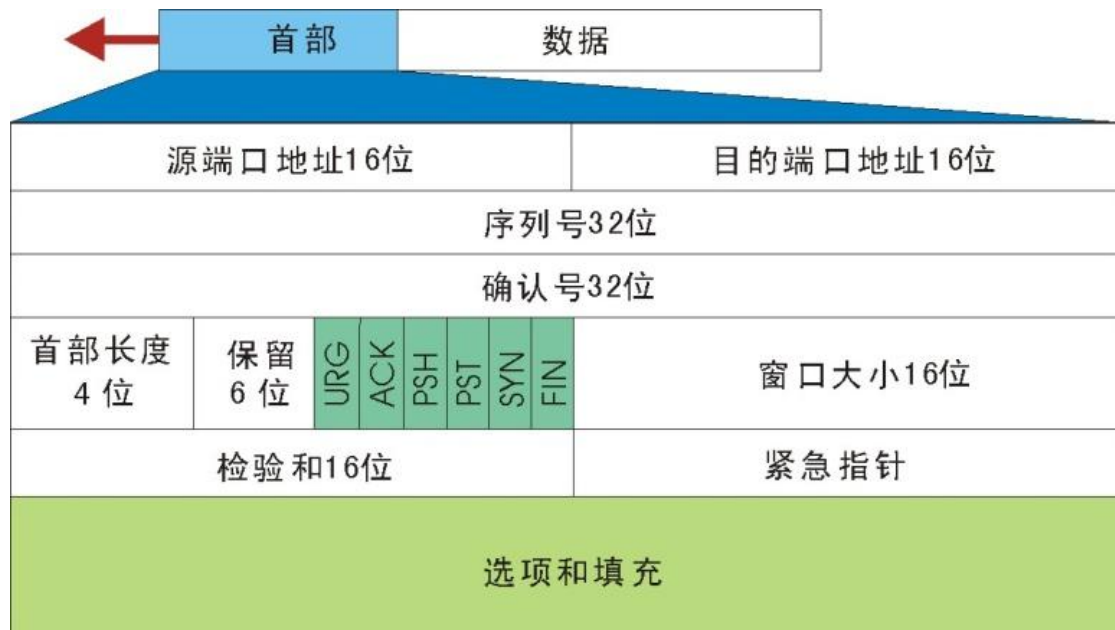 首部 数据
源端口地址16位 目的端口地址16位
序列号32位
确认号32位
首部长度
4位
保留
6位
URG
ACK
PSH
PST
SYN
FIN
窗口大小16位
检验和16位 紧急指针
选项和填充